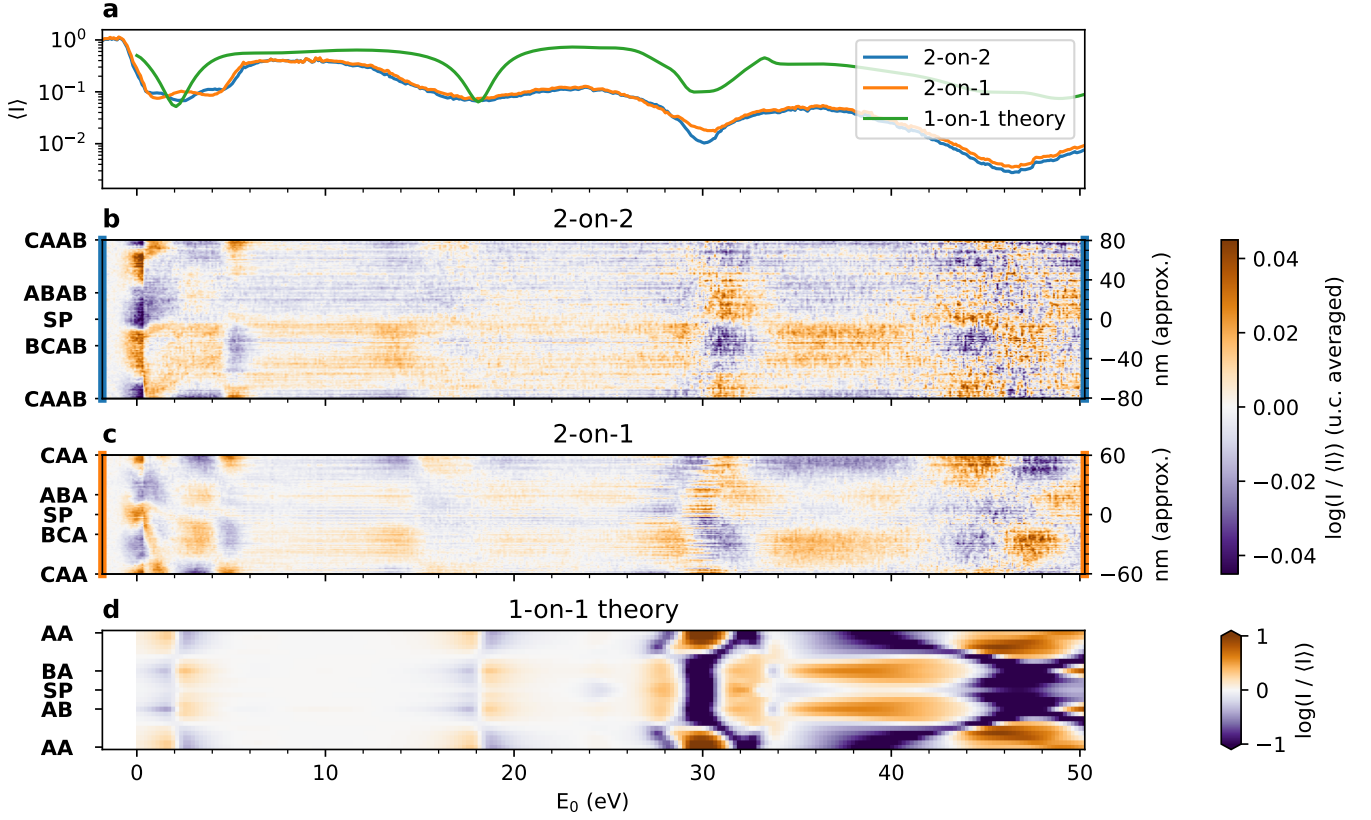 a
10⁰
10⁻¹
10⁻²
⟨I⟩
2-on-2
2-on-1
1-on-1 theory
b
2-on-2
CAAB
ABAB
SP
BCAB
CAAB
80
40
0
−40
−80
nm (approx.)
c
2-on-1
CAA
ABA
SP
BCA
CAA
60
0
−60
nm (approx.)
0.04
0.02
0.00
−0.02
−0.04
log(I / ⟨I⟩) (u.c. averaged)
d
1-on-1 theory
AA
BA
SP
AB
AA
1
0
−1
log(I / ⟨I⟩)
0
10
20
30
40
50
E₀ (eV)